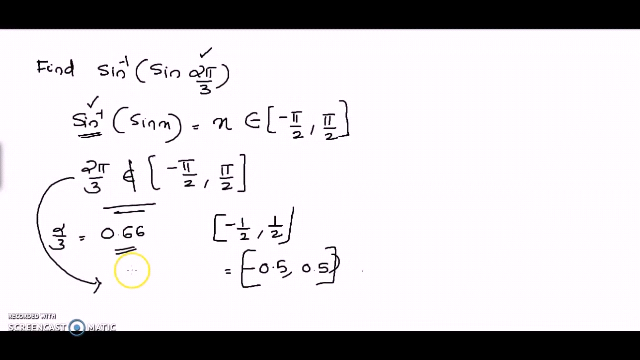 Find sin⁻¹(sin 2π/3)
sin⁻¹(sin x) = x ∈ [-π/2, π/2]
2π/3 ∉ [-π/2, π/2]
2/3 = 0.66 [-1/2, 1/2]
= [-0.5, 0.5]
RECORDED WITH
SCREENCAST MATIC